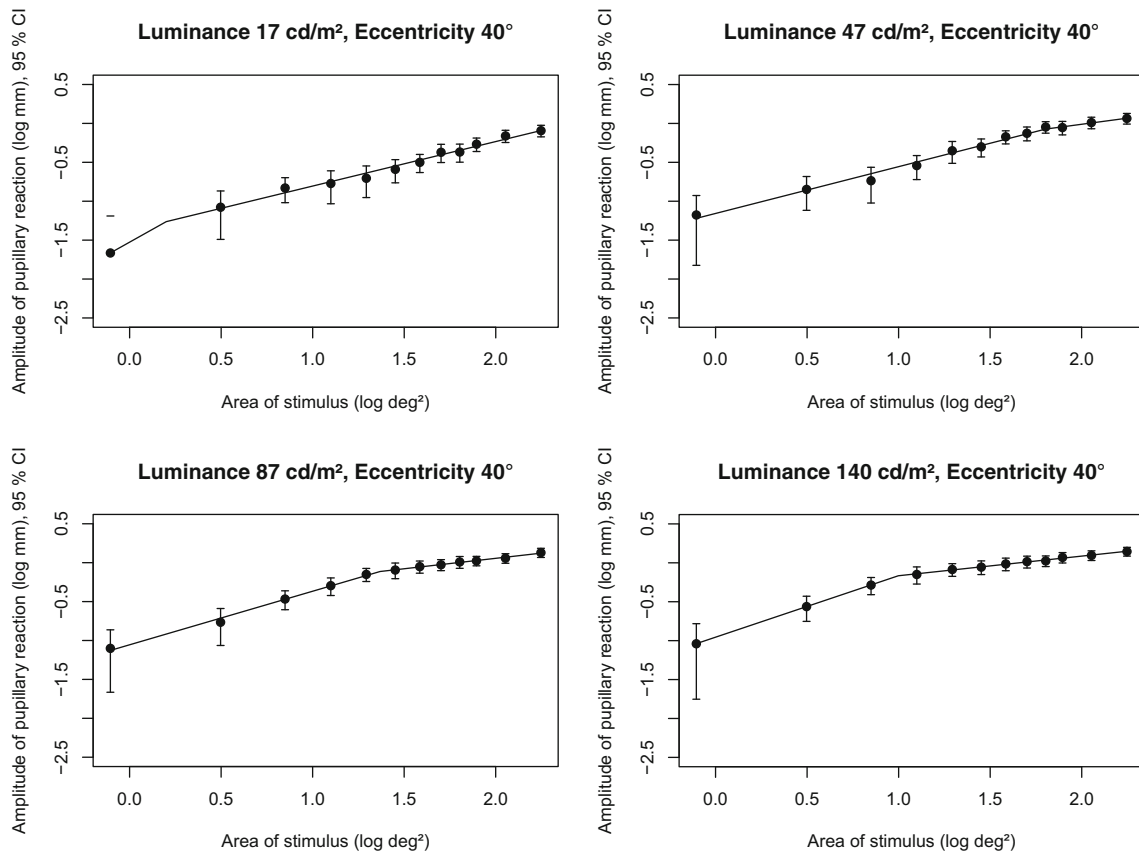 Luminance 17 cd/m², Eccentricity 40°
Amplitude of pupillary reaction (log mm), 95 % CI
0.5
−0.5
−1.5
−2.5
0.0 0.5 1.0 1.5 2.0
Area of stimulus (log deg²)
Luminance 47 cd/m², Eccentricity 40°
Amplitude of pupillary reaction (log mm), 95 % CI
0.5
−0.5
−1.5
−2.5
0.0 0.5 1.0 1.5 2.0
Area of stimulus (log deg²)
Luminance 87 cd/m², Eccentricity 40°
Amplitude of pupillary reaction (log mm), 95 % CI
0.5
−0.5
−1.5
−2.5
0.0 0.5 1.0 1.5 2.0
Area of stimulus (log deg²)
Luminance 140 cd/m², Eccentricity 40°
Amplitude of pupillary reaction (log mm), 95 % CI
0.5
−0.5
−1.5
−2.5
0.0 0.5 1.0 1.5 2.0
Area of stimulus (log deg²)